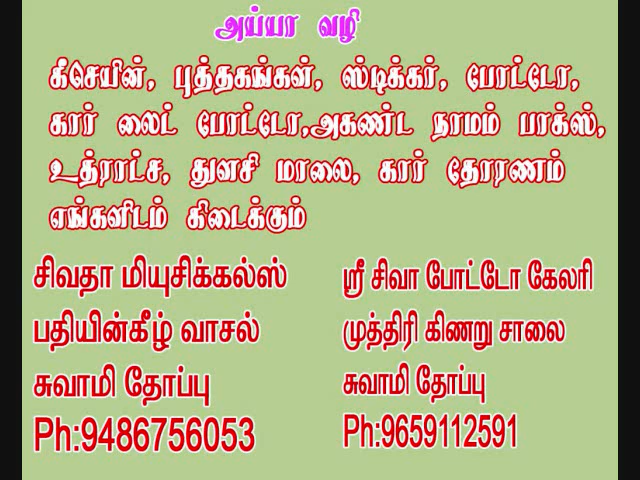 அய்யா வழி
கீசெயின், புத்தகங்கள், ஸ்டிக்கர், போட்டோ,
கார் லைட் போட்டோ,அகண்ட நாமம் பாக்ஸ்,
உத்ராட்ச, துளசி மாலை, கார் தோரணம்
எங்களிடம் கிடைக்கும்
சிவதா மியுசிக்கல்ஸ்
பதியின்கீழ் வாசல்
சுவாமி தோப்பு
Ph:9486756053
ஸ்ரீ சிவா போட்டோ கேலரி
முத்திரி கிணறு சாலை
சுவாமி தோப்பு
Ph:9659112591